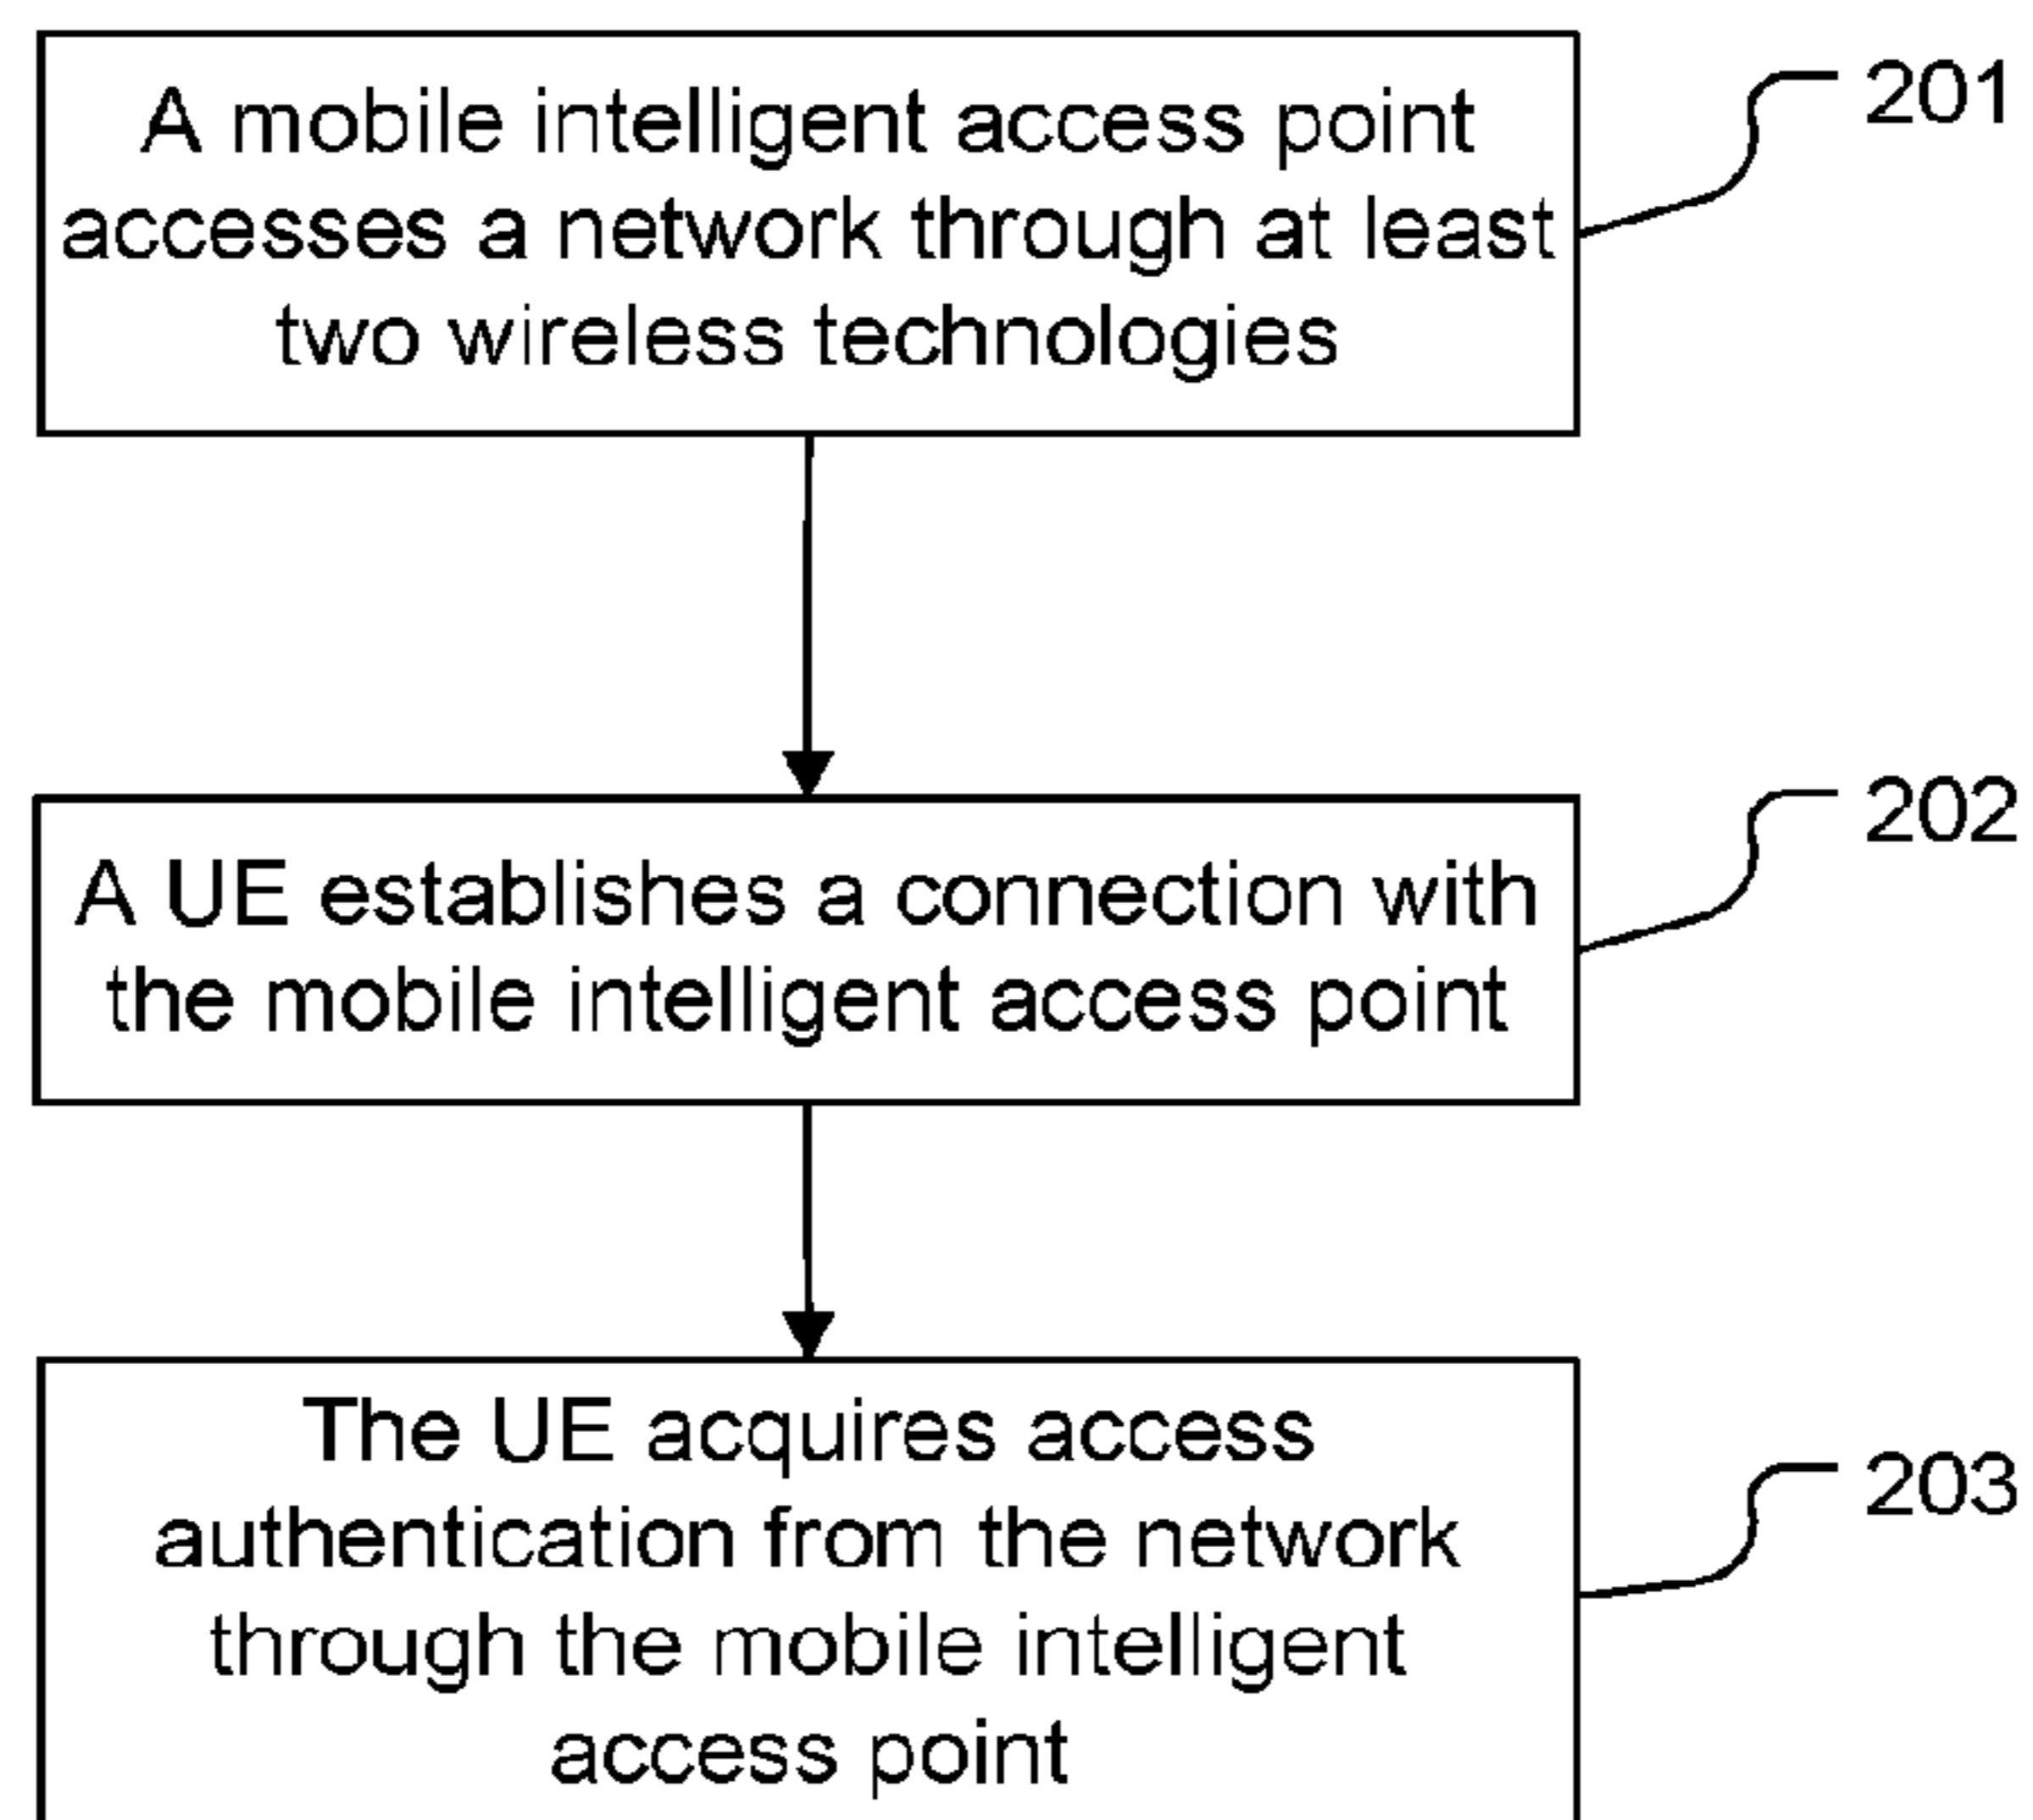 A mobile intelligent access point
accesses a network through at least
two wireless technologies
201
A UE establishes a connection with
the mobile intelligent access point
202
The UE acquires access
authentication from the network
through the mobile intelligent
access point
203